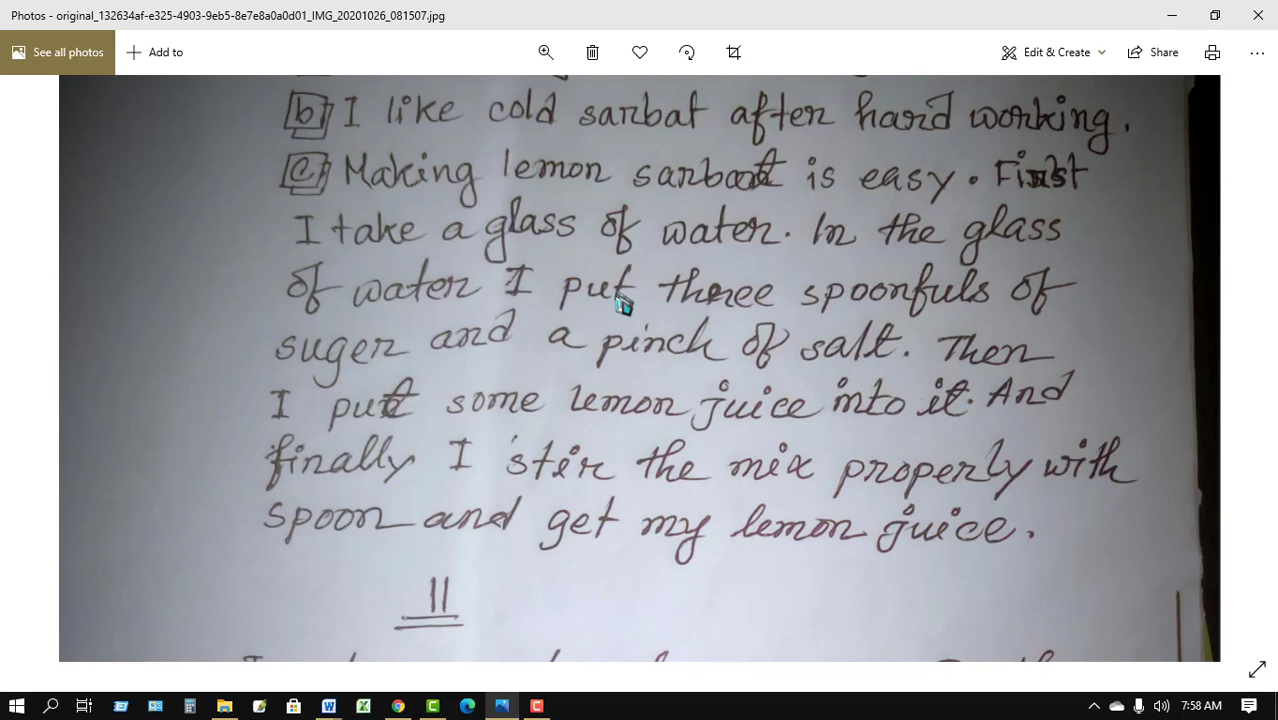 Photos - original_132634af-e325-4903-9eb5-8e7e8a0a0d01_IMG_20201026_081507.jpg
See all photos
Add to
Edit & Create
Share
[b] I like cold sarbat after hard working.
[c] Making lemon sarbat is easy. First
I take a glass of water. In the glass
of water I put three spoonfuls of
suger and a pinch of salt. Then
I put some lemon juice into it. And
finally I stir the mix properly with
spoon and get my lemon juice.
11
7:58 AM